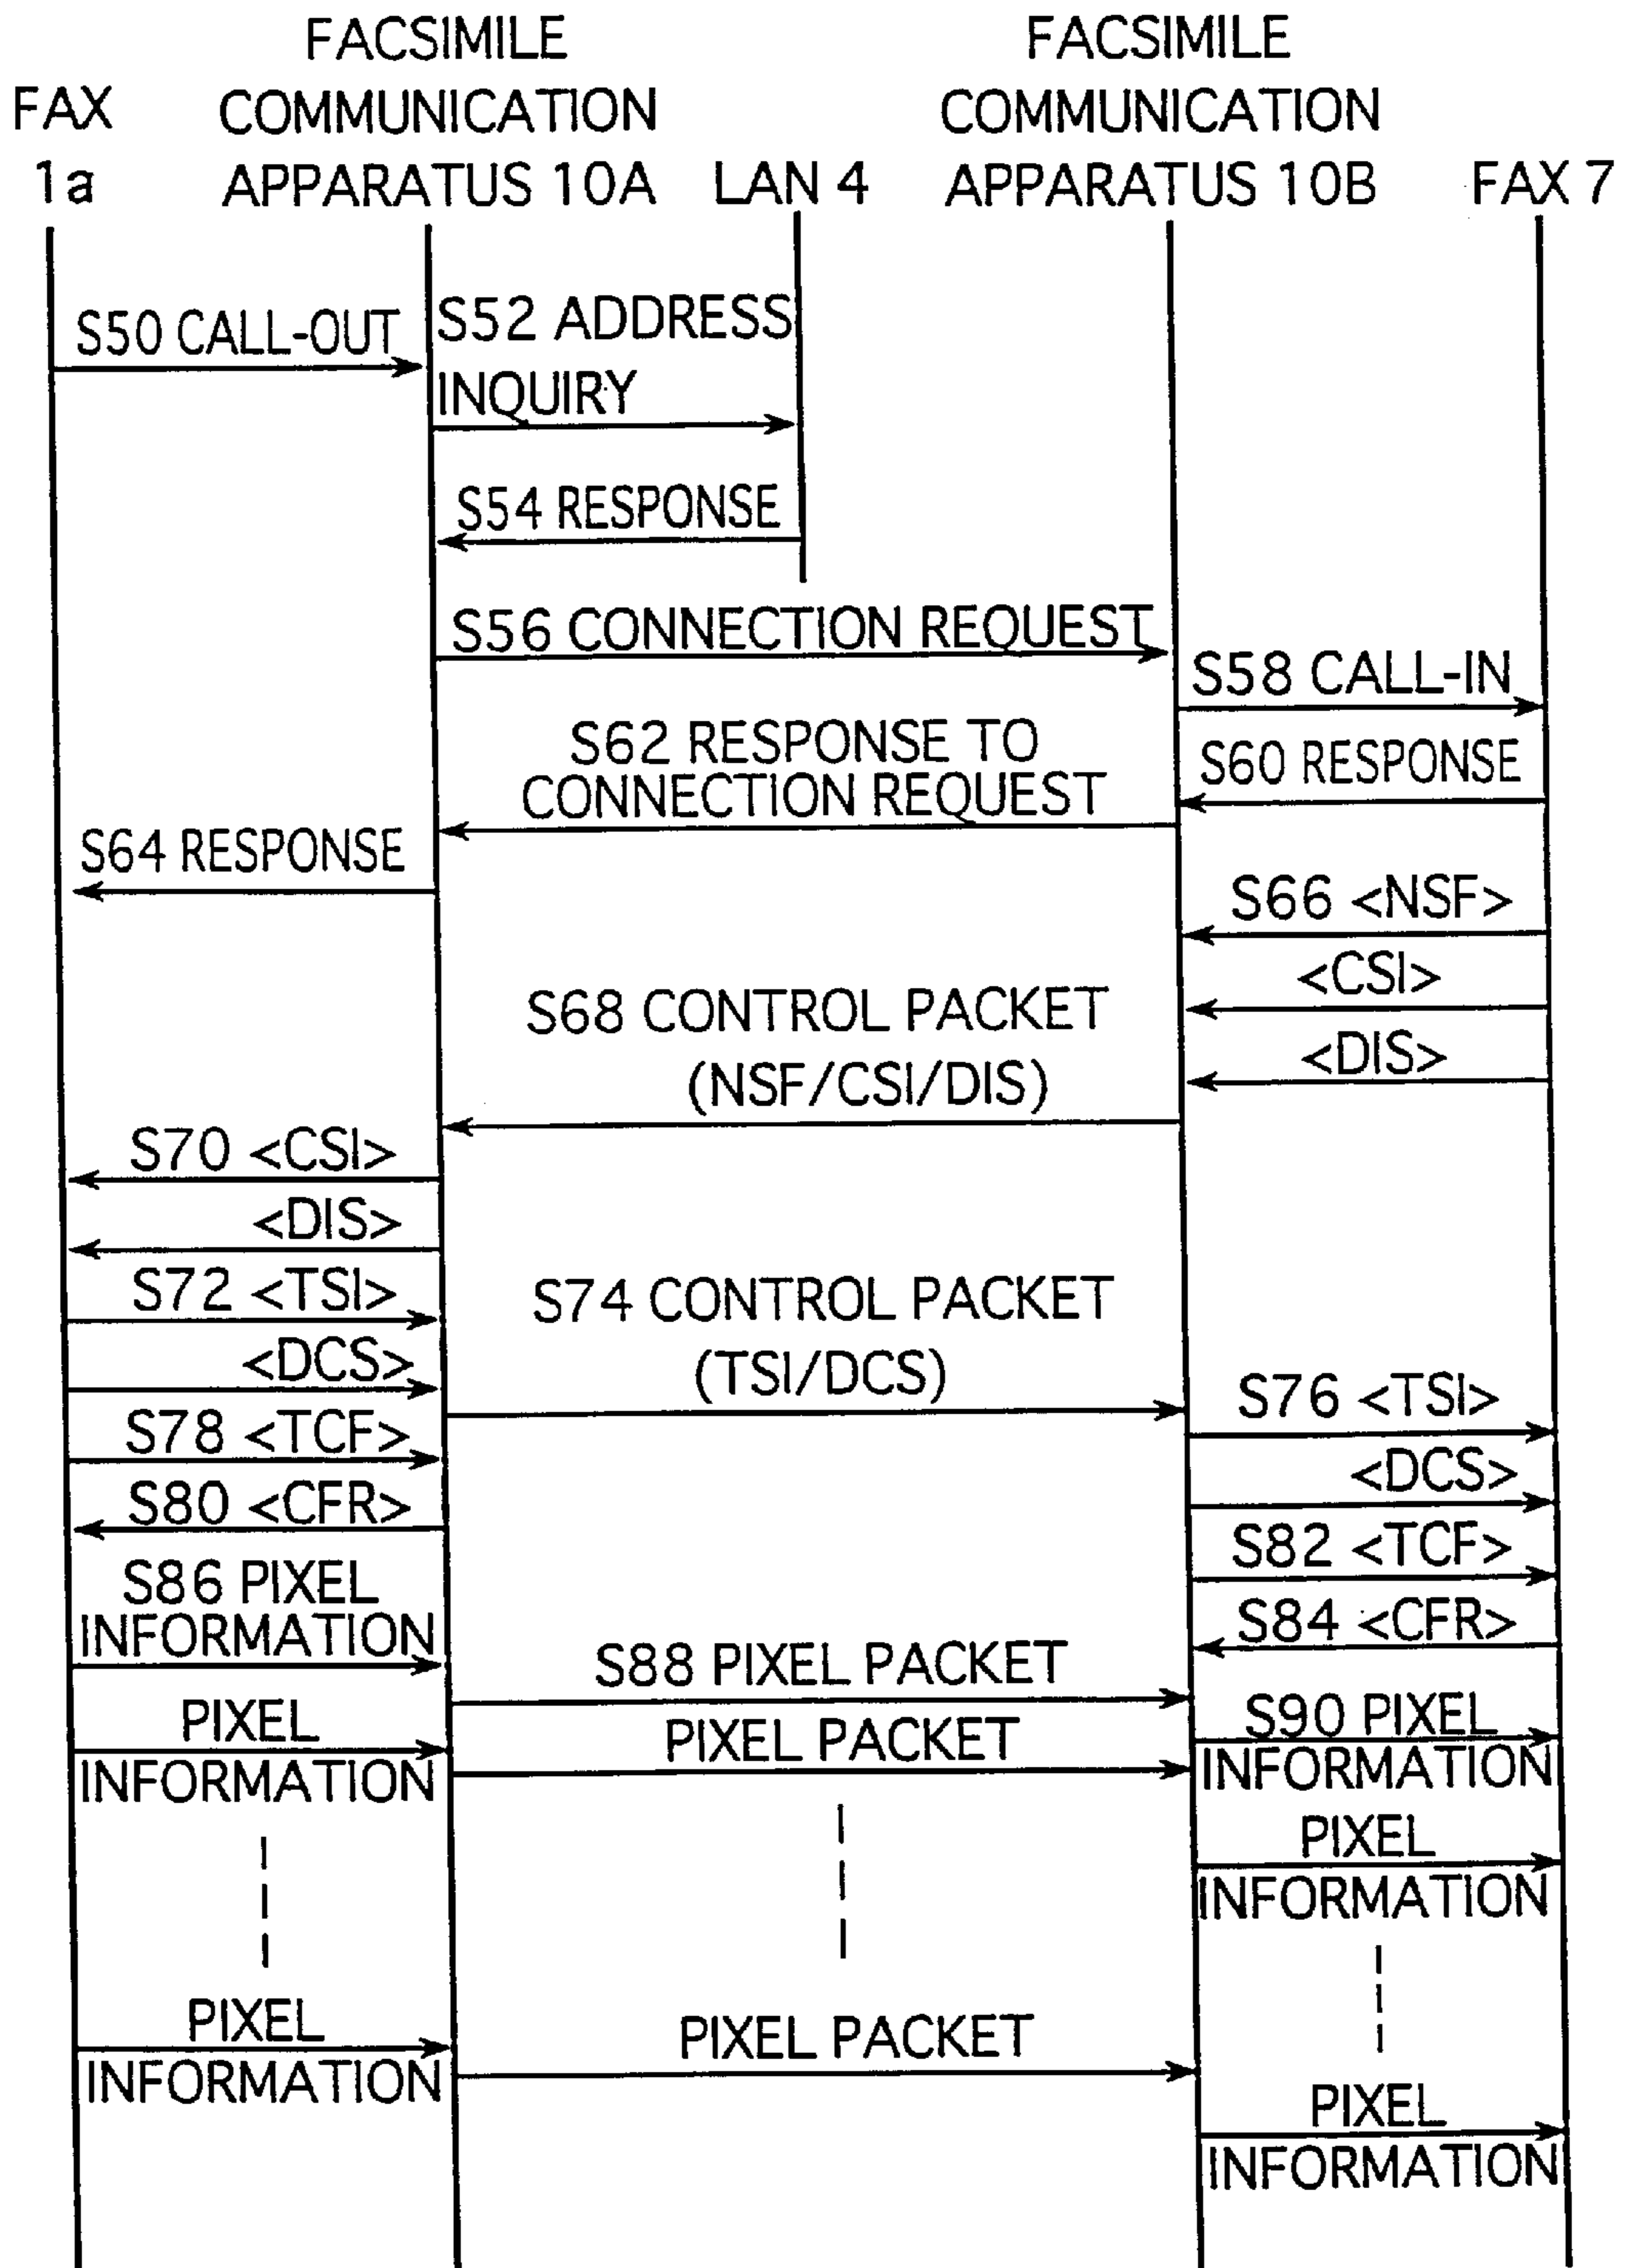 FACSIMILE
COMMUNICATION
APPARATUS 10A
FACSIMILE
COMMUNICATION
APPARATUS 10B
FAX
1a
LAN 4
FAX 7
S50 CALL-OUT
S52 ADDRESS
INQUIRY
S54 RESPONSE
S56 CONNECTION REQUEST
S58 CALL-IN
S60 RESPONSE
S62 RESPONSE TO
CONNECTION REQUEST
S64 RESPONSE
S66 <NSF>
<CSI>
<DIS>
S68 CONTROL PACKET
(NSF/CSI/DIS)
S70 <CSI>
<DIS>
S72 <TSI>
<DCS>
S74 CONTROL PACKET
(TSI/DCS)
S76 <TSI>
<DCS>
S78 <TCF>
S80 <CFR>
S82 <TCF>
S84 <CFR>
S86 PIXEL
INFORMATION
S88 PIXEL PACKET
S90 PIXEL
INFORMATION
PIXEL
INFORMATION
PIXEL PACKET
PIXEL
INFORMATION
PIXEL
INFORMATION
PIXEL PACKET
PIXEL
INFORMATION